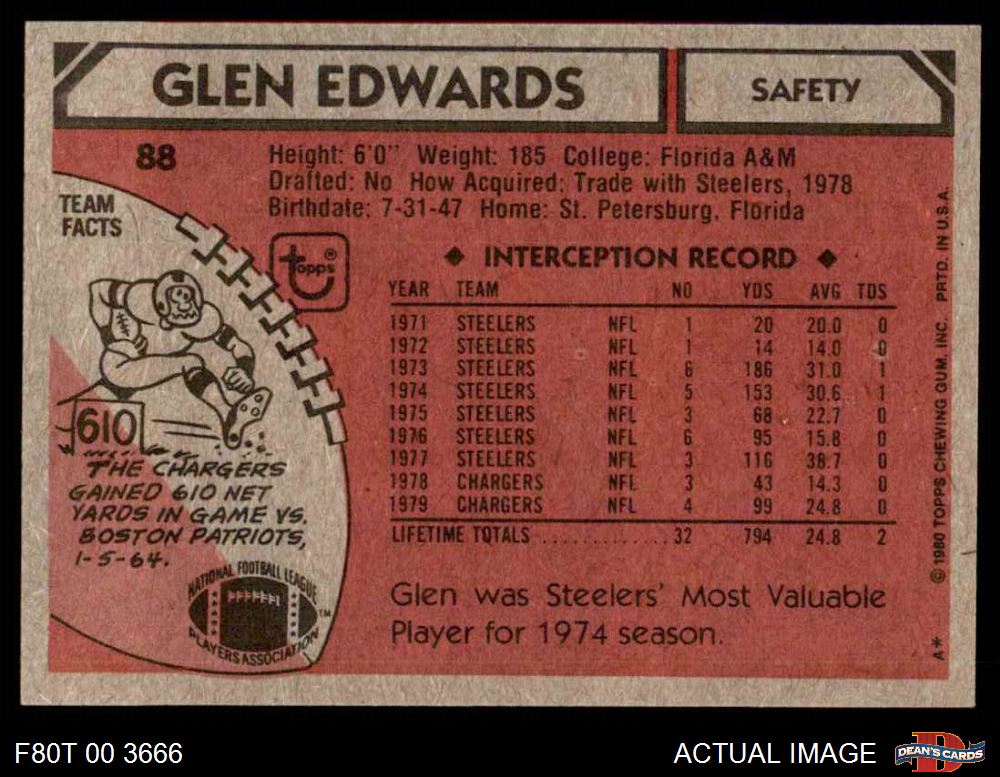 GLEN EDWARDS
SAFETY
88
Height: 6'0" Weight: 185 College: Florida A&M
Drafted: No How Acquired: Trade with Steelers, 1978
Birthdate: 7-31-47 Home: St. Petersburg, Florida
TEAM
FACTS
topps®
◆ INTERCEPTION RECORD ◆
YEAR TEAM NO YDS AVG TDS
1971 STEELERS NFL 1 20 20.0 0
1972 STEELERS NFL 1 14 14.0 0
1973 STEELERS NFL 6 186 31.0 1
1974 STEELERS NFL 5 153 30.6 1
1975 STEELERS NFL 3 68 22.7 0
1976 STEELERS NFL 6 95 15.8 0
1977 STEELERS NFL 3 116 38.7 0
1978 CHARGERS NFL 3 43 14.3 0
1979 CHARGERS NFL 4 99 24.8 0
LIFETIME TOTALS ............. 32 794 24.8 2
610
THE CHARGERS
GAINED 610 NET
YARDS IN GAME VS.
BOSTON PATRIOTS,
1-5-64.
NATIONAL FOOTBALL LEAGUE
PLAYERS ASSOCIATION
TM
Glen was Steelers' Most Valuable
Player for 1974 season.
A* © 1980 TOPPS CHEWING GUM, INC. PRTD. IN U.S.A.
F80T 00 3666
ACTUAL IMAGE
D
DEAN'S CARDS